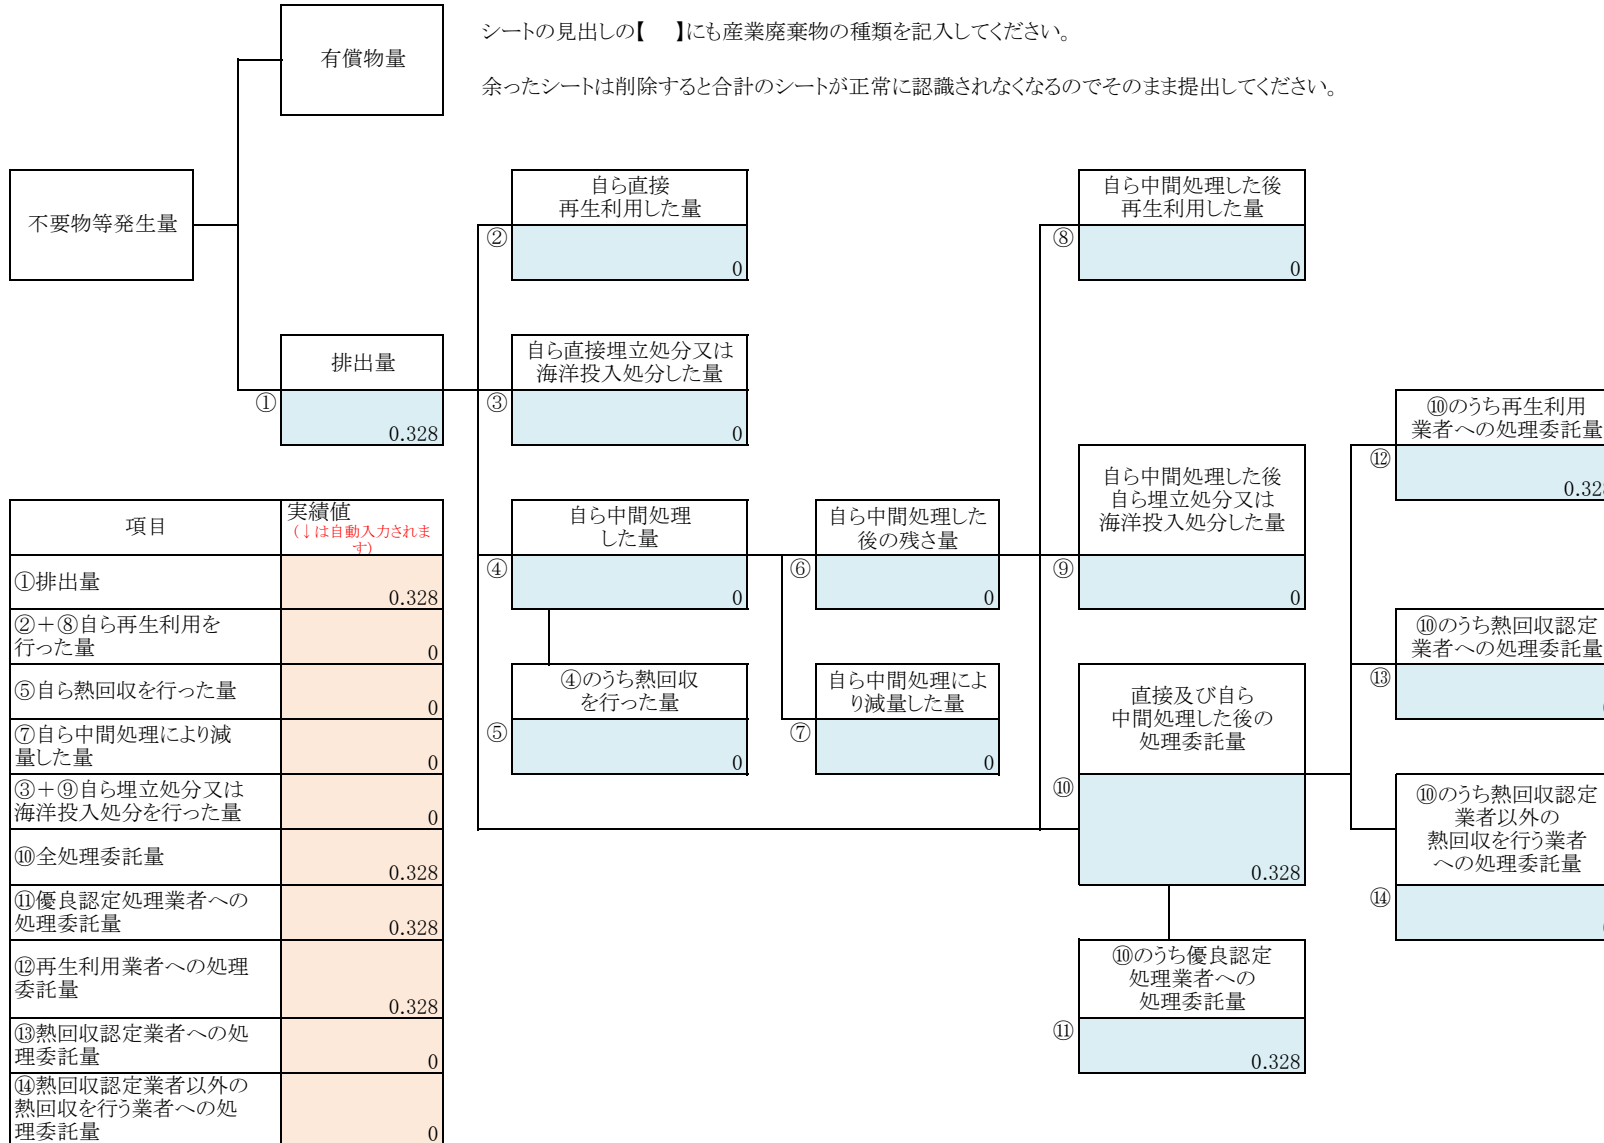 シートの見出しの【　】にも産業廃棄物の種類を記入してください。
有償物量
余ったシートは削除すると合計のシートが正常に認識されなくなるのでそのまま提出してください。
不要物等発生量
自ら直接
再生利用した量
②
0
自ら中間処理した後
再生利用した量
⑧
0
排出量
①
0.328
自ら直接埋立処分又は
海洋投入処分した量
③
0
⑩のうち再生利用
業者への処理委託量
⑫
自ら中間処理
した量
④
0
自ら中間処理した
後の残さ量
⑥
0
自ら中間処理した後
自ら埋立処分又は
海洋投入処分した量
⑨
0
⑩のうち熱回収認定
業者への処理委託量
⑬
④のうち熱回収
を行った量
⑤
0
自ら中間処理によ
り減量した量
⑦
0
直接及び自ら
中間処理した後の
処理委託量
⑩
0.328
⑩のうち熱回収認定
業者以外の
熱回収を行う業者
への処理委託量
⑭
⑩のうち優良認定
処理業者への
処理委託量
⑪
0.328
項目
実績値
(↓は自動入力されま
す)
①排出量
0.328
②+⑧自ら再生利用を
行った量
0
⑤自ら熱回収を行った量
0
⑦自ら中間処理により減
量した量
0
③+⑨自ら埋立処分又は
海洋投入処分を行った量
0
⑩全処理委託量
0.328
⑪優良認定処理業者への
処理委託量
0.328
⑫再生利用業者への処理
委託量
0.328
⑬熱回収認定業者への処
理委託量
0
⑭熱回収認定業者以外の
熱回収を行う業者への処
理委託量
0